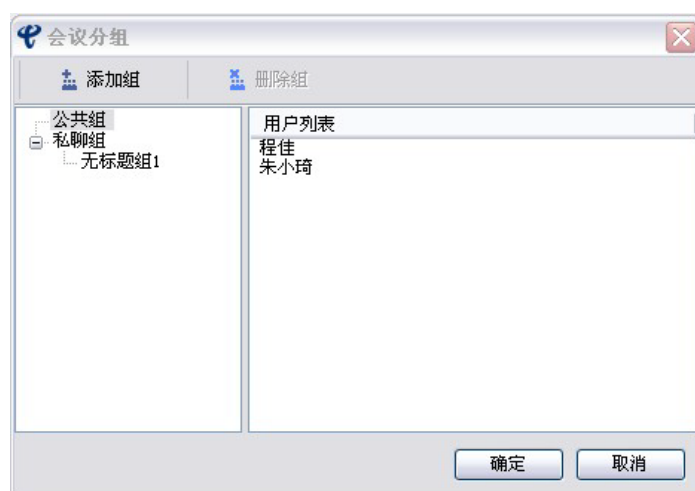 会议分组
添加组
删除组
公共组
私聊组
无标题组1
用户列表
程佳
朱小琦
确定
取消